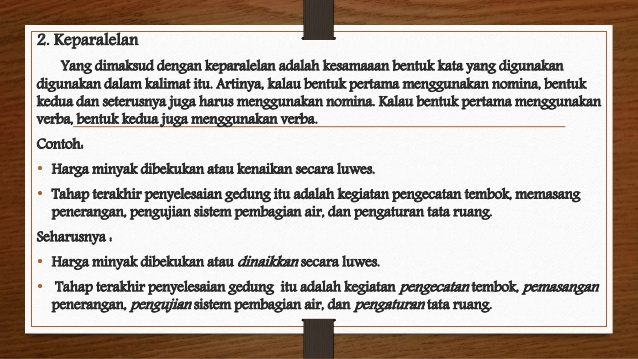 2. Keparalelan
Yang dimaksud dengan keparalelan adalah kesamaaan bentuk kata yang digunakan
digunakan dalam kalimat itu. Artinya, kalau bentuk pertama menggunakan nomina, bentuk
kedua dan seterusnya juga harus menggunakan nomina. Kalau bentuk pertama menggunakan
verba, bentuk kedua juga menggunakan verba.
Contoh:
• Harga minyak dibekukan atau kenaikan secara luwes.
• Tahap terakhir penyelesaian gedung itu adalah kegiatan pengecatan tembok, memasang
penerangan, pengujian sistem pembagian air, dan pengaturan tata ruang.
Seharusnya :
• Harga minyak dibekukan atau dinaikkan secara luwes.
• Tahap terakhir penyelesaian gedung itu adalah kegiatan pengecatan tembok, pemasangan
penerangan, pengujian sistem pembagian air, dan pengaturan tata ruang.